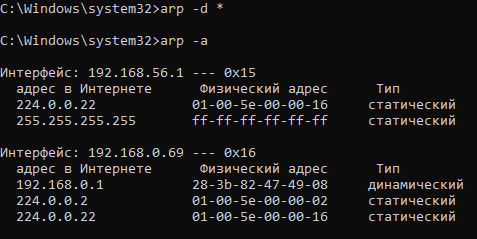 C:\Windows\system32>arp -d *
C:\Windows\system32>arp -a
Интерфейс: 192.168.56.1 --- 0x15
адрес в Интернете Физический адрес Тип
224.0.0.22 01-00-5e-00-00-16 статический
255.255.255.255 ff-ff-ff-ff-ff-ff статический
Интерфейс: 192.168.0.69 --- 0x16
адрес в Интернете Физический адрес Тип
192.168.0.1 28-3b-82-47-49-08 динамический
224.0.0.2 01-00-5e-00-00-02 статический
224.0.0.22 01-00-5e-00-00-16 статический